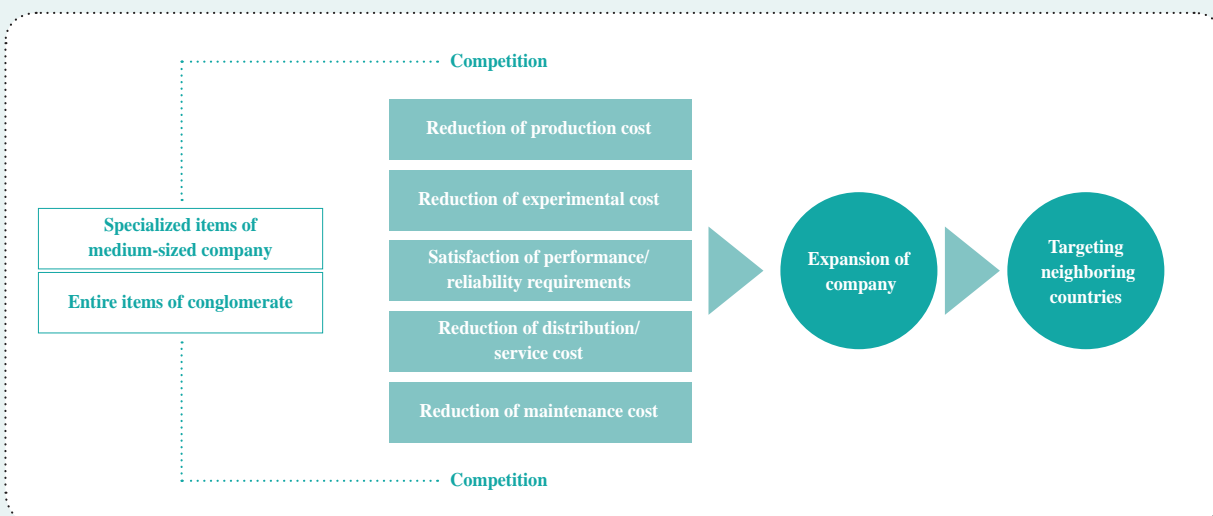 Competition
Specialized items of
medium-sized company
Entire items of conglomerate
Reduction of production cost
Reduction of experimental cost
Satisfaction of performance/
reliability requirements
Reduction of distribution/
service cost
Reduction of maintenance cost
Expansion of
company
Targeting
neighboring
countries
Competition